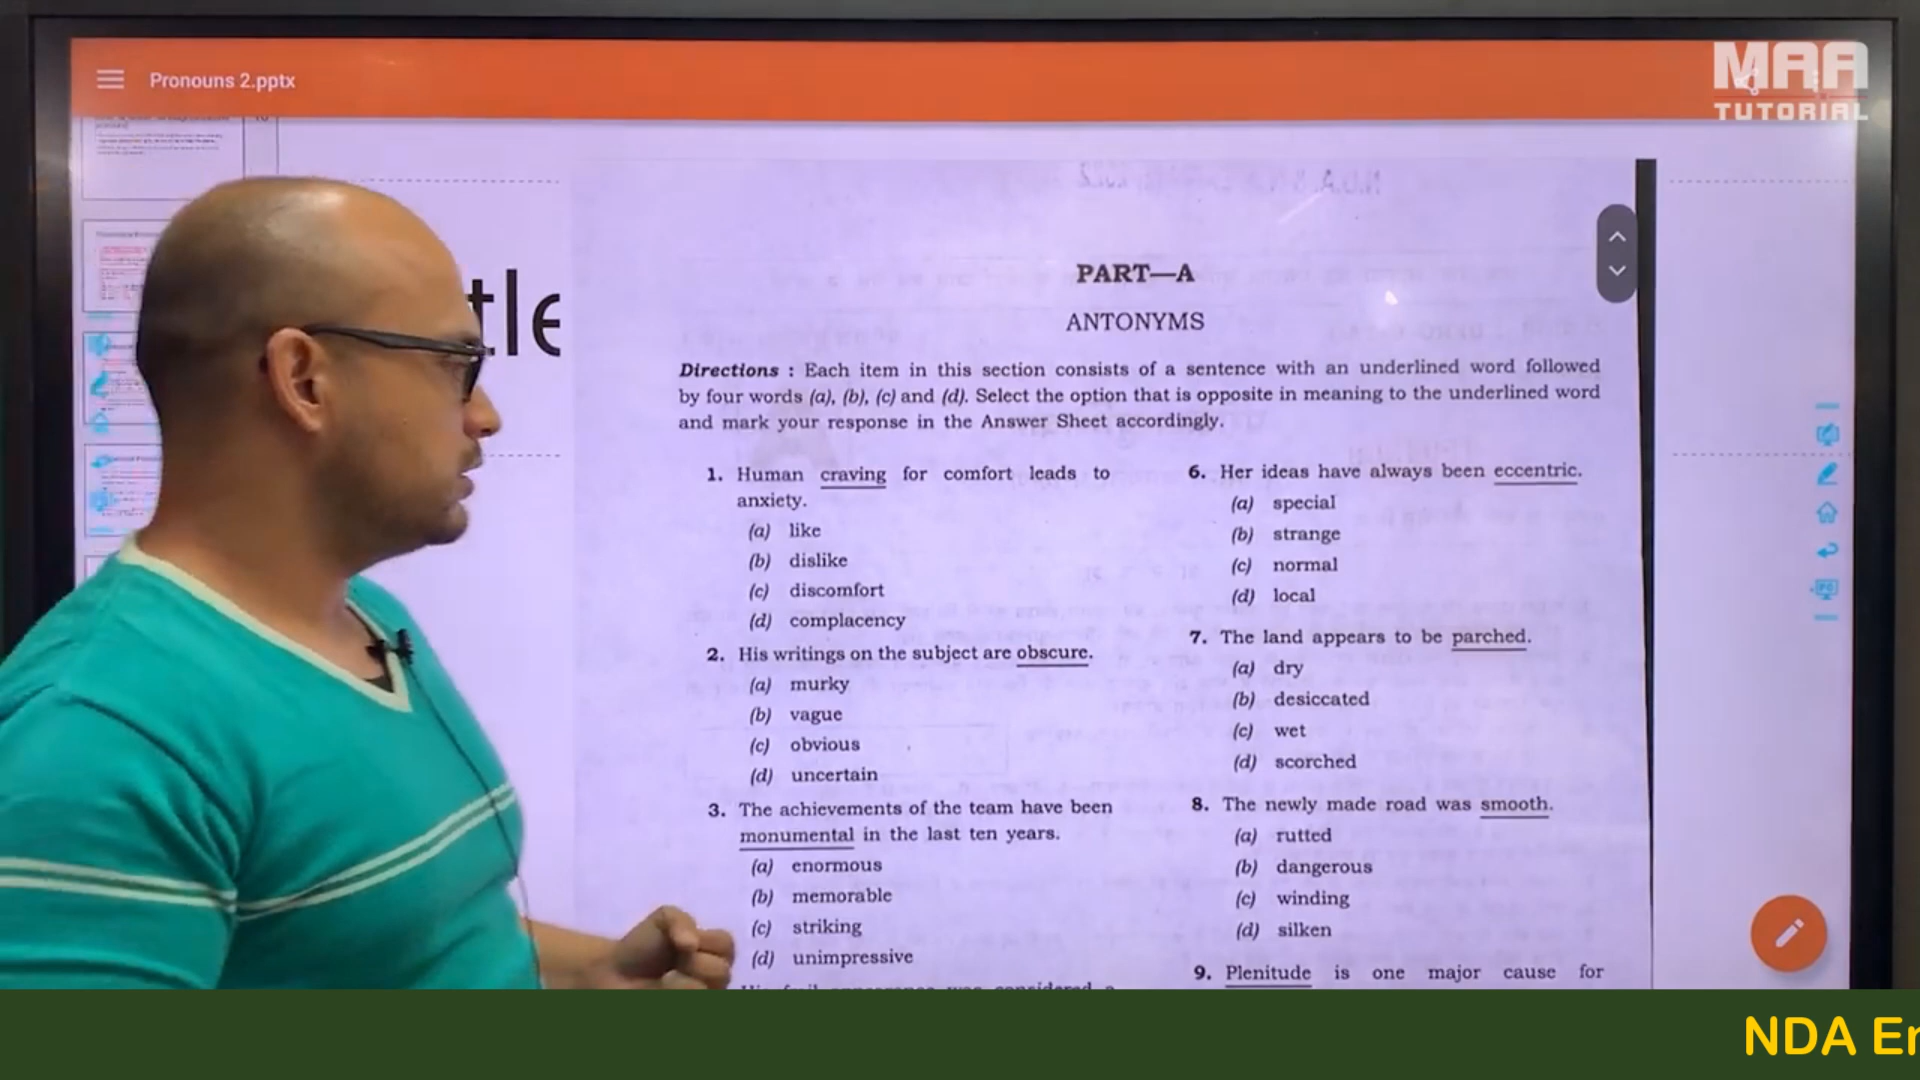 Pronouns 2.pptx
MAA
TUTORIAL
tle
PART—A
ANTONYMS
Directions : Each item in this section consists of a sentence with an underlined word followed
by four words (a), (b), (c) and (d). Select the option that is opposite in meaning to the underlined word
and mark your response in the Answer Sheet accordingly.
1. Human craving for comfort leads to
anxiety.
(a) like
(b) dislike
(c) discomfort
(d) complacency
2. His writings on the subject are obscure.
(a) murky
(b) vague
(c) obvious
(d) uncertain
3. The achievements of the team have been
monumental in the last ten years.
(a) enormous
(b) memorable
(c) striking
(d) unimpressive
6. Her ideas have always been eccentric.
(a) special
(b) strange
(c) normal
(d) local
7. The land appears to be parched.
(a) dry
(b) desiccated
(c) wet
(d) scorched
8. The newly made road was smooth.
(a) rutted
(b) dangerous
(c) winding
(d) silken
9. Plenitude is one major cause for
NDA En